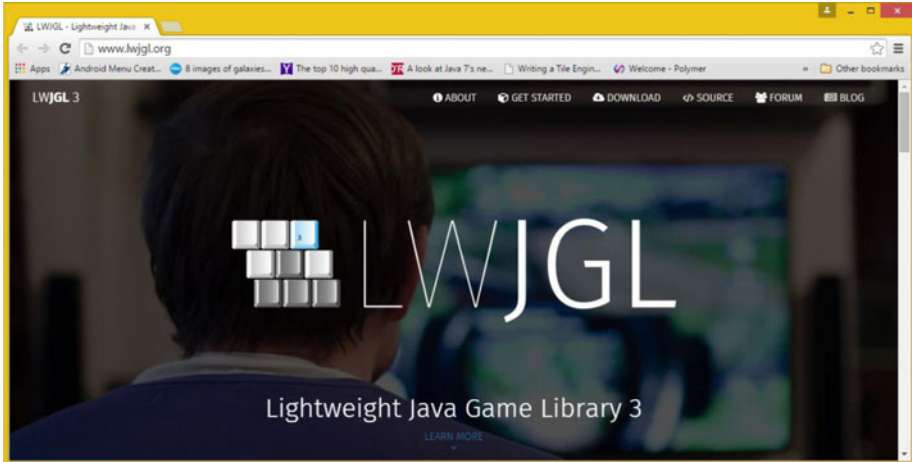 LWJGL - Lightweight Java
www.lwjgl.org
Apps Android Menu Creat... 8 images of galaxies... The top 10 high qua... A look at Java 7's ne... Writing a Tile Engin... Welcome - Polymer » Other bookmarks
LWJGL 3 ABOUT GET STARTED DOWNLOAD SOURCE FORUM BLOG
3
LWJGL
Lightweight Java Game Library 3
LEARN MORE